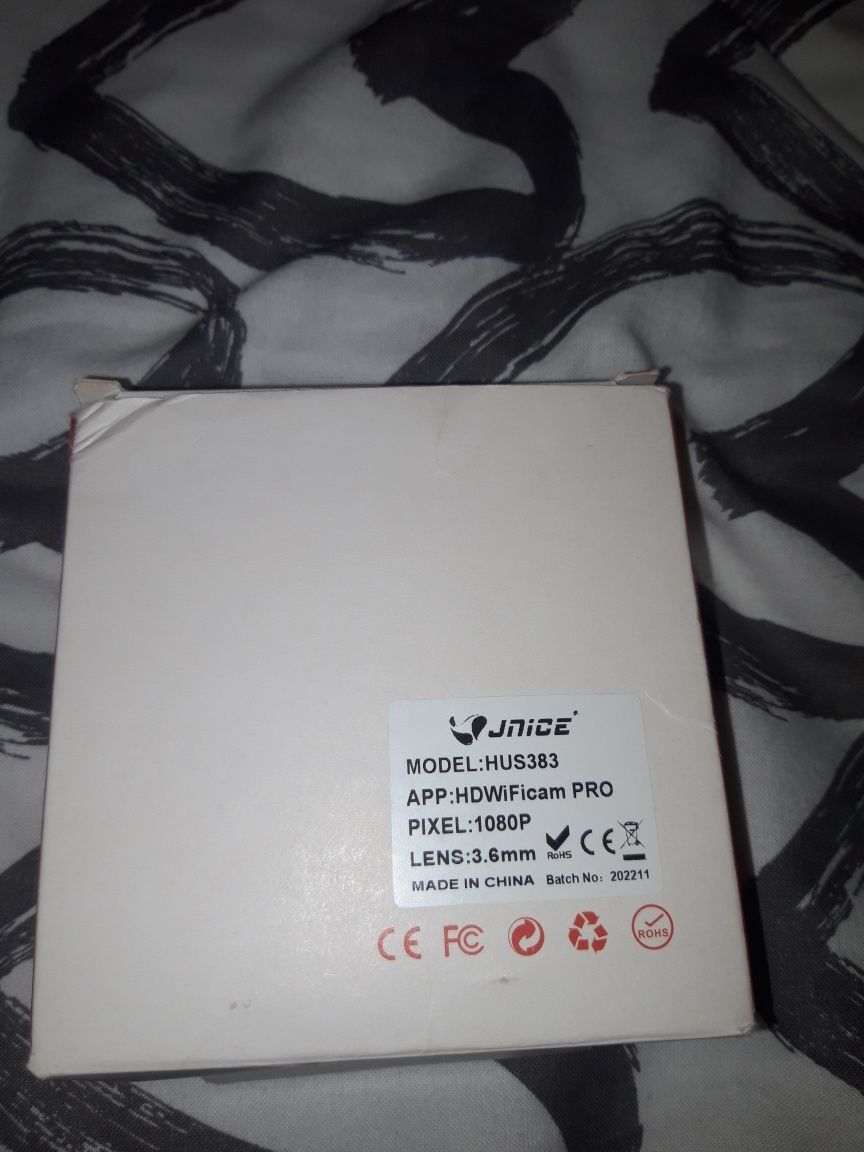 JNICE
MODEL:HUS383
APP:HDWiFicam PRO
PIXEL:1080P
LENS:3.6mm RoHS CE
MADE IN CHINA Batch No: 202211
CE FC ROHS